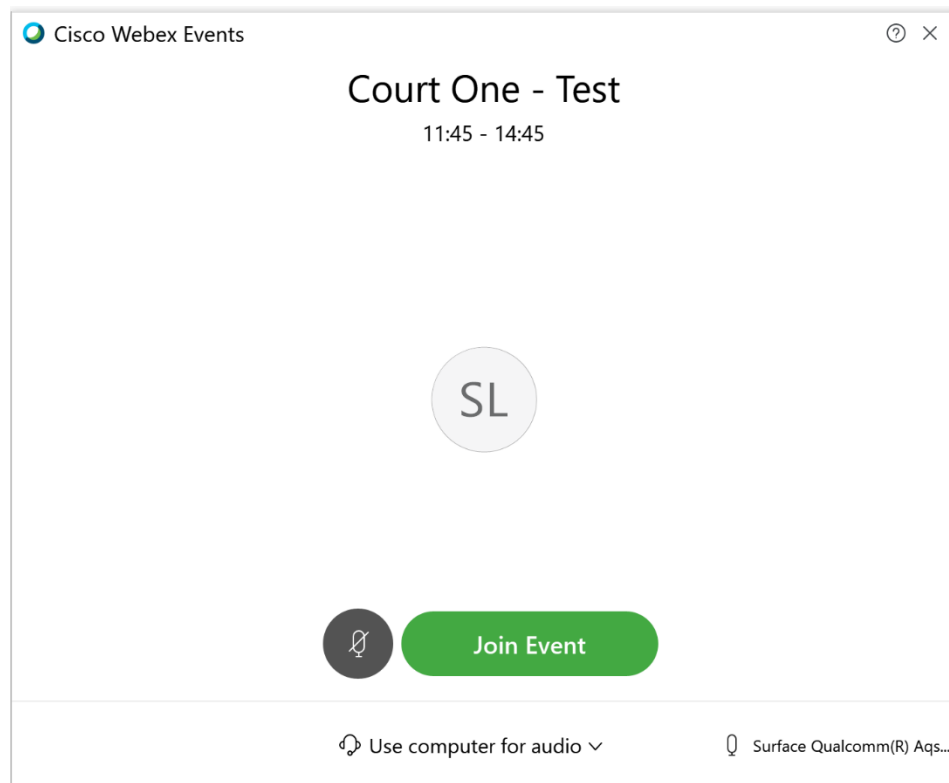 Cisco Webex Events
Court One - Test
11:45 - 14:45
SL
Join Event
Use computer for audio
Surface Qualcomm(R) Aqs...